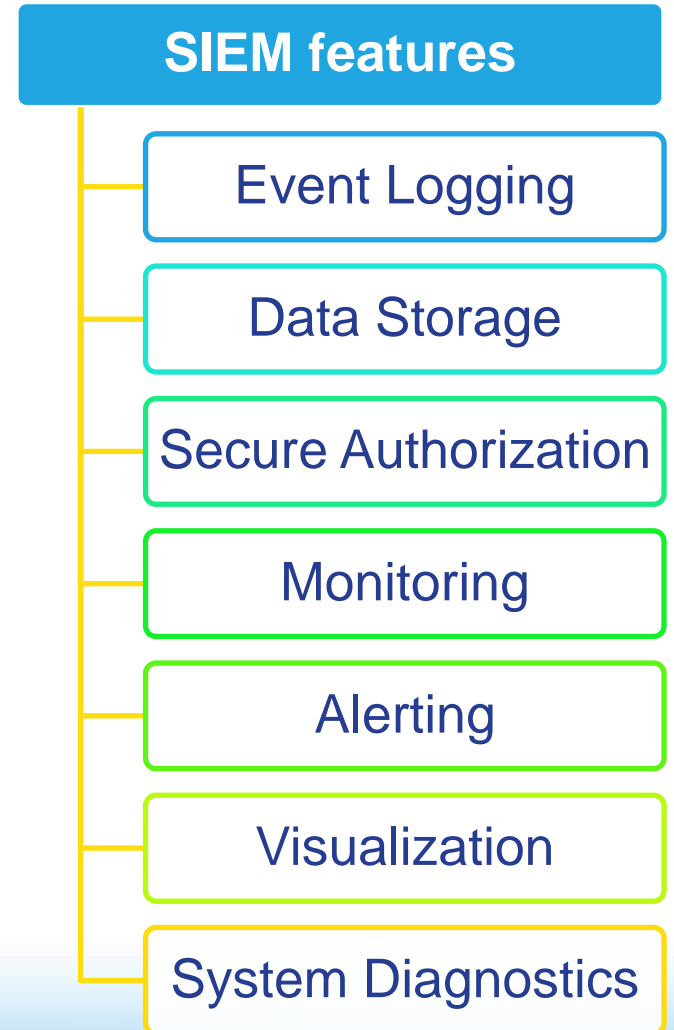 SIEM features
Event Logging
Data Storage
Secure Authorization
Monitoring
Alerting
Visualization
System Diagnostics